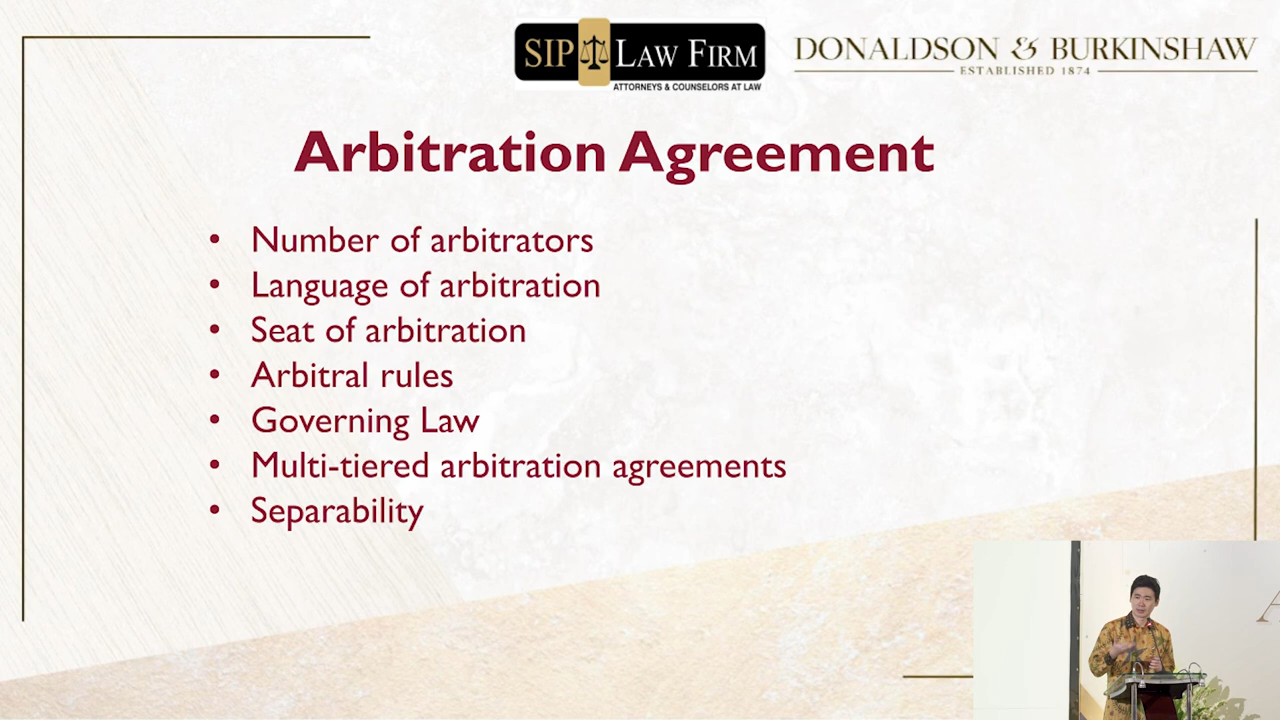 SIP LAW FIRM
ATTORNEYS & COUNSELORS AT LAW
DONALDSON & BURKINSHAW
ESTABLISHED 1874
Arbitration Agreement
• Number of arbitrators
• Language of arbitration
• Seat of arbitration
• Arbitral rules
• Governing Law
• Multi-tiered arbitration agreements
• Separability